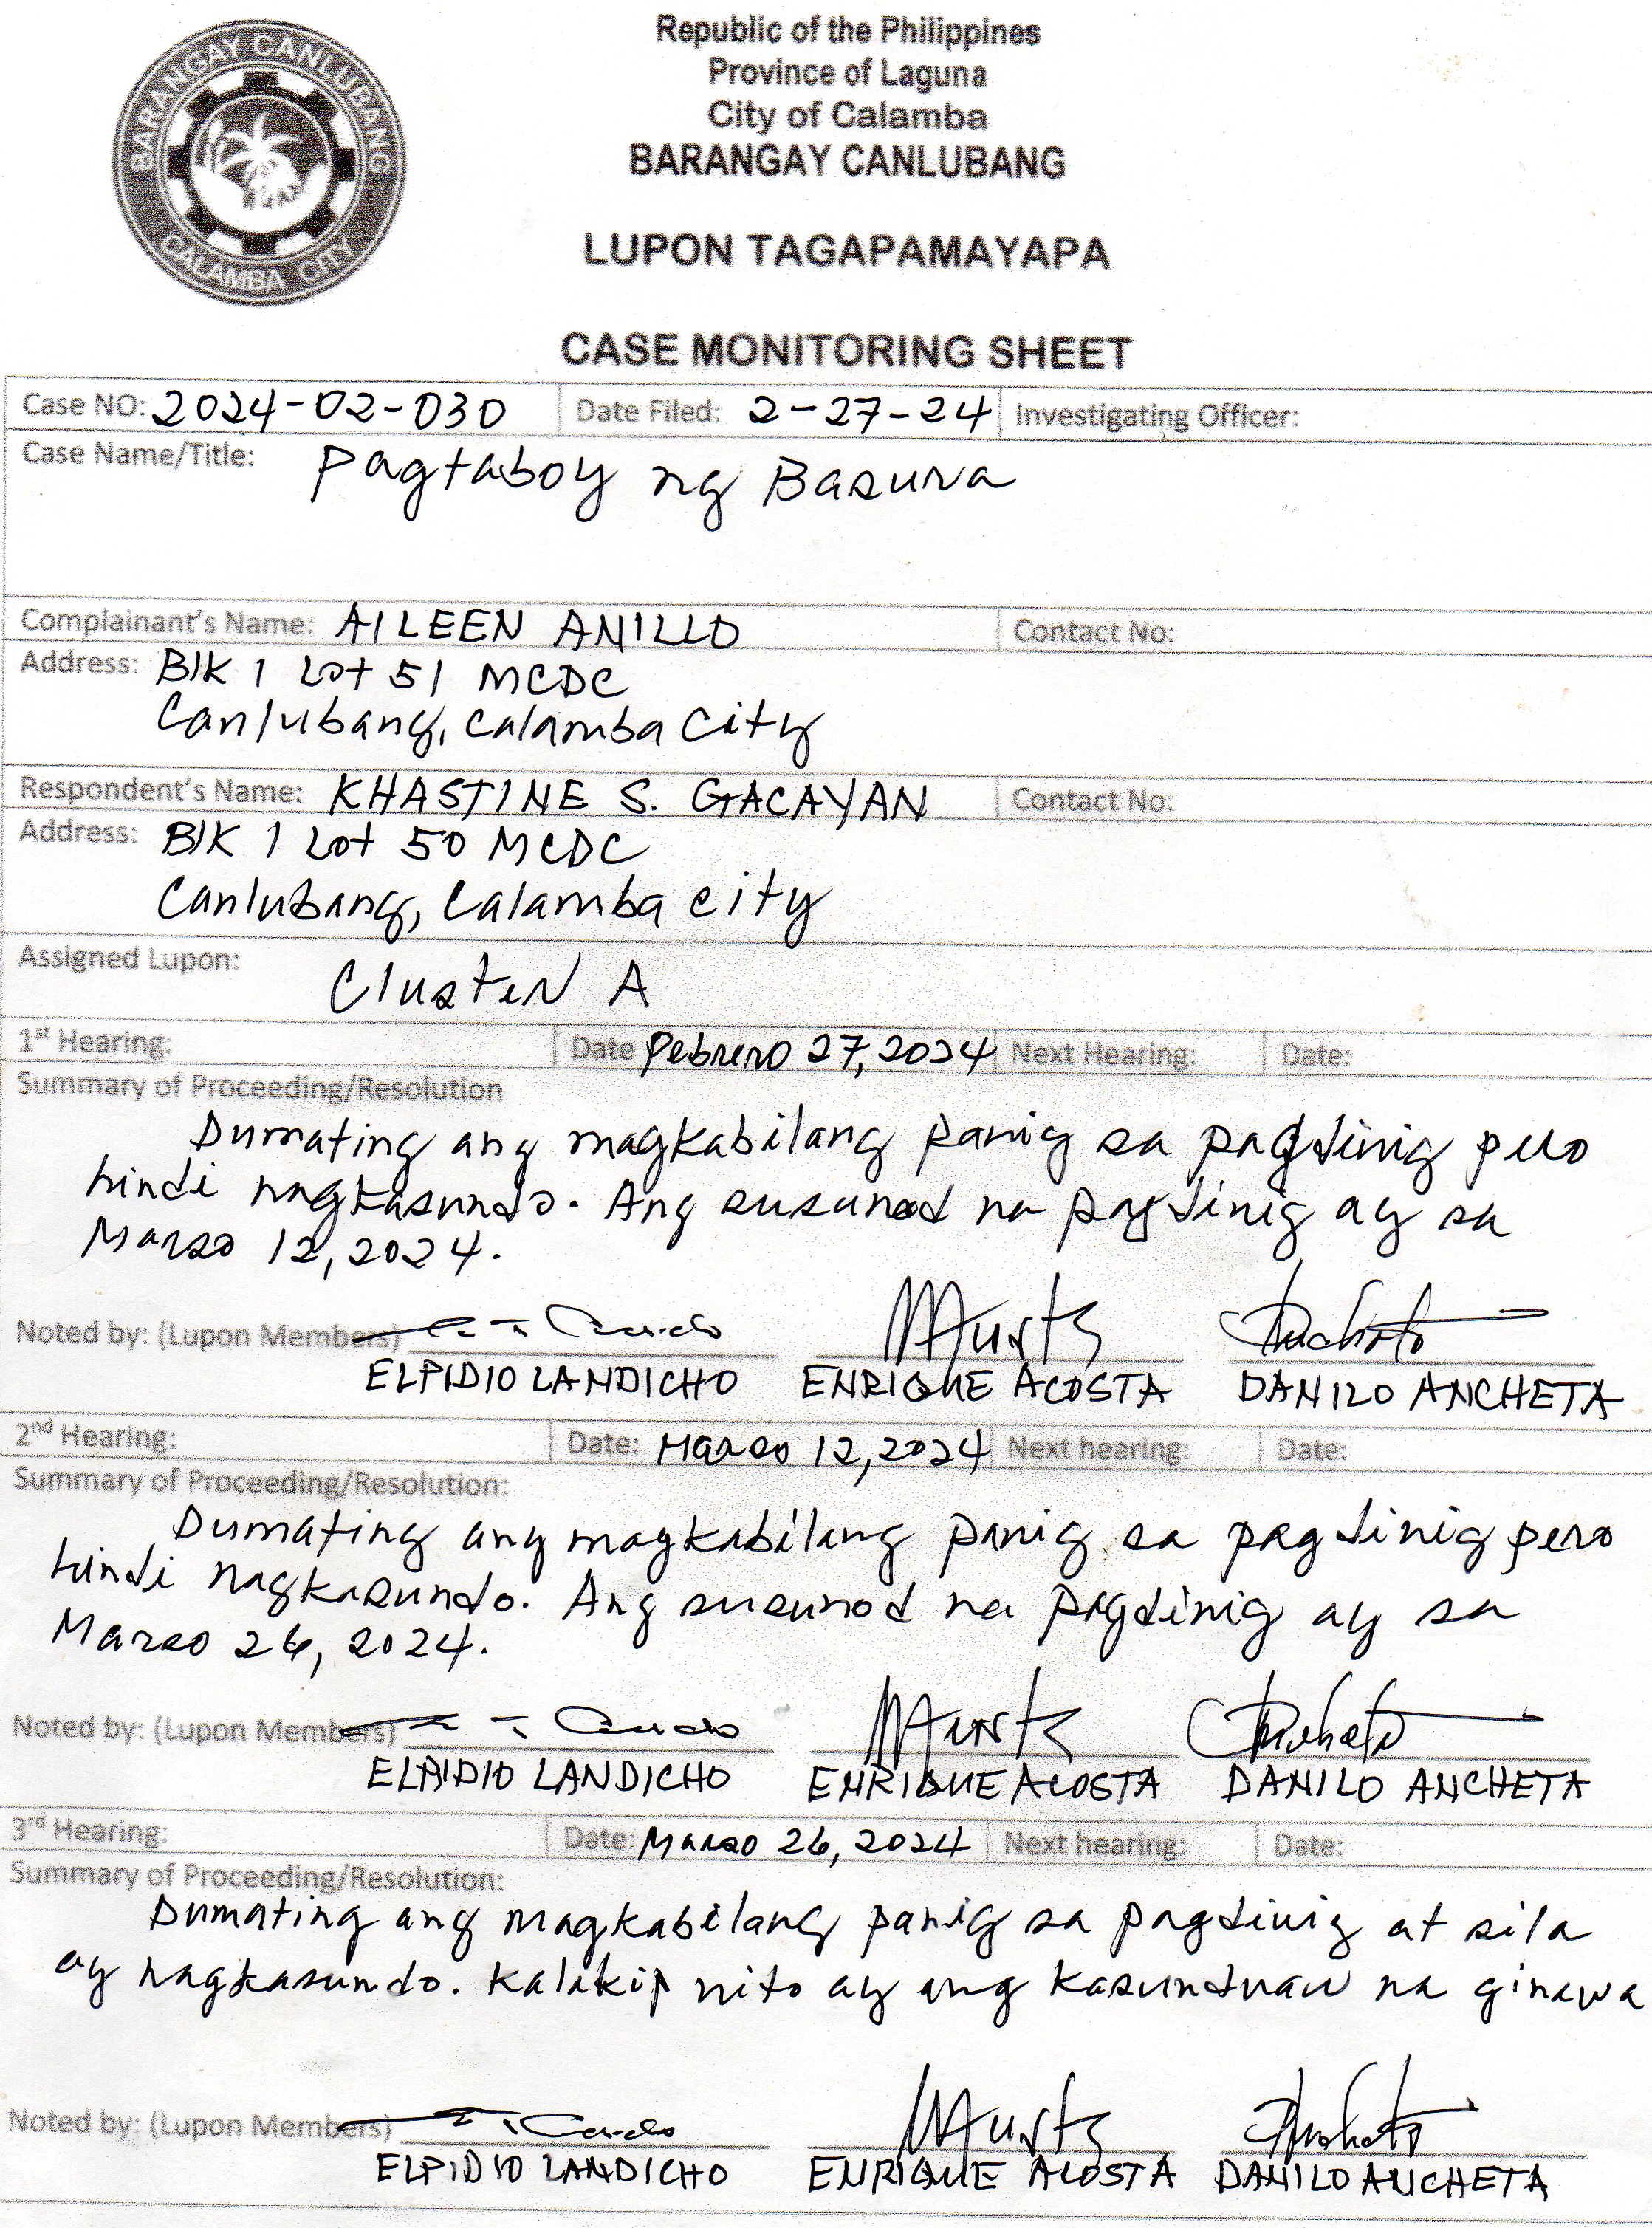 BARANGAY CANLUBANG
CALAMBA CITY
Republic of the Philippines
Province of Laguna
City of Calamba
BARANGAY CANLUBANG
LUPON TAGAPAMAYAPA
CASE MONITORING SHEET
Case NO: 2024-02-030 Date Filed: 2-27-24 Investigating Officer:
Case Name/Title: Pagtaboy ng Basura
Complainant's Name: AILEEN ANILLO Contact No:
Address: Blk 1 Lot 51 MCDC
Canlubang, Calamba City
Respondent's Name: KHASTINE S. GACAYAN Contact No:
Address: Blk 1 Lot 50 MCDC
Canlubang, Calamba City
Assigned Lupon: Cluster A
1st Hearing: Date Pebrero 27, 2024 Next Hearing: Date:
Summary of Proceeding/Resolution
Dumating ang magkabilang panig sa pagdinig pero
hindi nagkasundo. Ang susunod na pagdinig ay sa
Marso 12, 2024.
Noted by: (Lupon Members)
ELPIDIO LANDICHO ENRIQUE ACOSTA DANILO ANCHETA
2nd Hearing: Date: Marso 12, 2024 Next hearing: Date:
Summary of Proceeding/Resolution:
Dumating ang magkabilang panig sa pagdinig pero
hindi nagkasundo. Ang susunod na pagdinig ay sa
Marso 26, 2024.
Noted by: (Lupon Members)
ELPIDIO LANDICHO ENRIQUE ACOSTA DANILO ANCHETA
3rd Hearing: Date: Marso 26, 2024 Next hearing: Date:
Summary of Proceeding/Resolution:
Dumating ang magkabilang panig sa pagdinig at sila
ay nagkasundo. Kalakip nito ay ang kasunduan na ginawa
Noted by: (Lupon Members)
ELPIDIO LANDICHO ENRIQUE ACOSTA DANILO ANCHETA